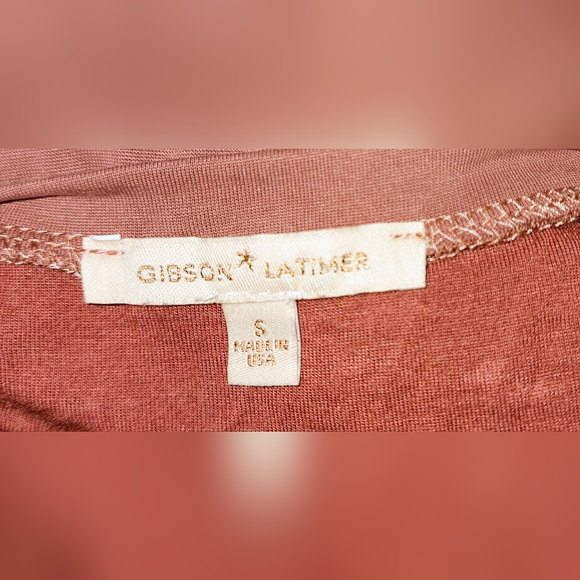 GIBSON * LATIMER
S
MADE IN
USA